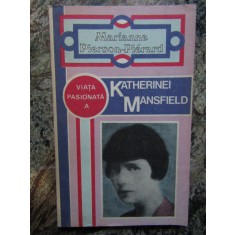 Marianne
Pierson-Piérard
VIAȚA
PASIONATĂ
A
KATHERINEI
MANSFIELD